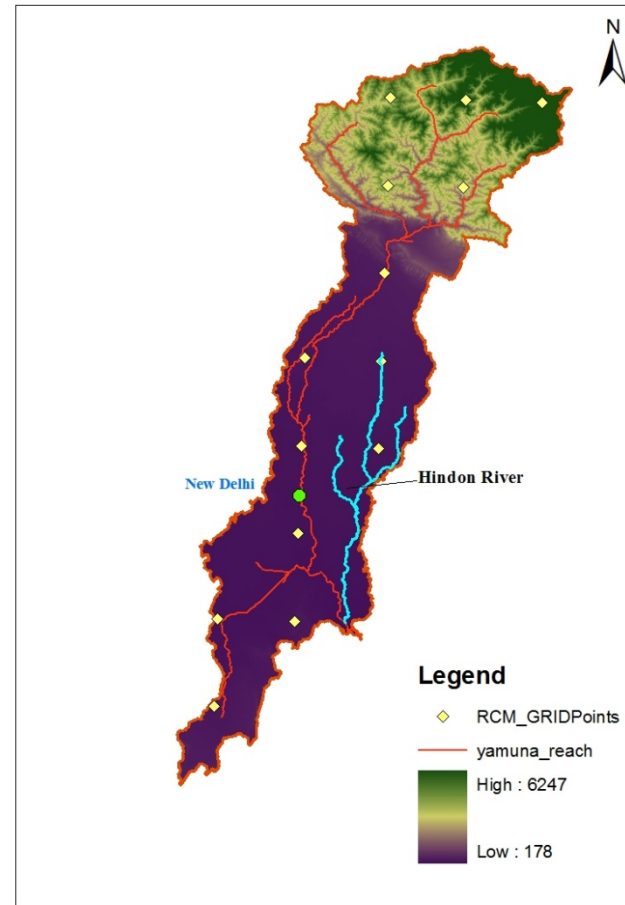 N
New Delhi
Hindon River
Legend
RCM_GRIDPoints
yamuna_reach
High : 6247
Low : 178